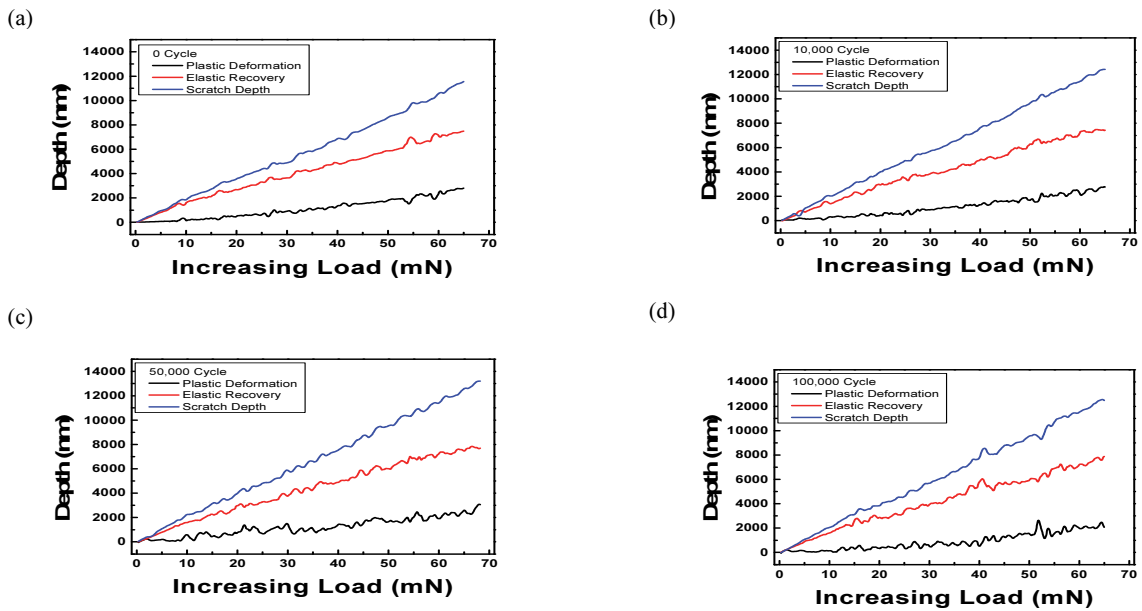 (a)
14000
12000
10000
8000
6000
4000
2000
0
Depth (nm)
0 Cycle
Plastic Deformation
Elastic Recovery
Scratch Depth
0 10 20 30 40 50 60 70
Increasing Load (mN)
(b)
14000
12000
10000
8000
6000
4000
2000
0
Depth (nm)
10,000 Cycle
Plastic Deformation
Elastic Recovery
Scratch Depth
0 10 20 30 40 50 60 70
Increasing Load (mN)
(c)
14000
12000
10000
8000
6000
4000
2000
0
Depth (nm)
50,000 Cycle
Plastic Deformation
Elastic Recovery
Scratch Depth
0 10 20 30 40 50 60 70
Increasing Load (mN)
(d)
14000
12000
10000
8000
6000
4000
2000
0
Depth (nm)
100,000 Cycle
Plastic Deformation
Elastic Recovery
Scratch Depth
0 10 20 30 40 50 60 70
Increasing Load (mN)